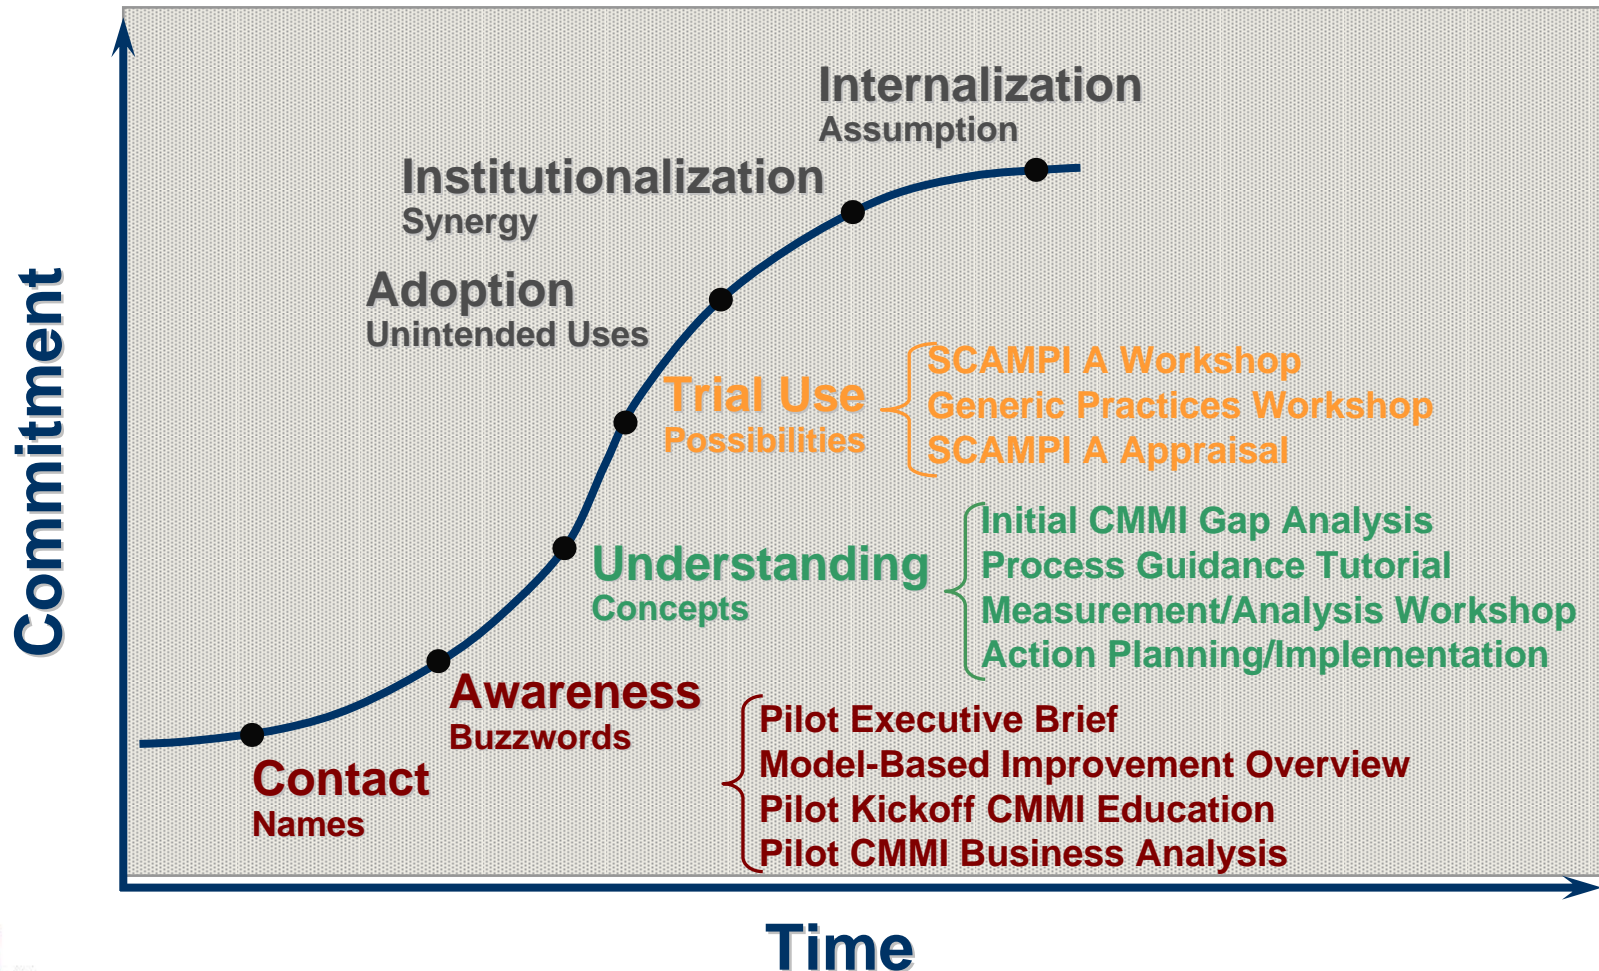 Internalization
Assumption
Institutionalization
Synergy
Adoption
Unintended Uses
Trial Use
Possibilities
SCAMPI A Workshop
Generic Practices Workshop
SCAMPI A Appraisal
Understanding
Concepts
Initial CMMI Gap Analysis
Process Guidance Tutorial
Measurement/Analysis Workshop
Action Planning/Implementation
Awareness
Buzzwords
Pilot Executive Brief
Model-Based Improvement Overview
Pilot Kickoff CMMI Education
Pilot CMMI Business Analysis
Contact
Names
Commitment
Time